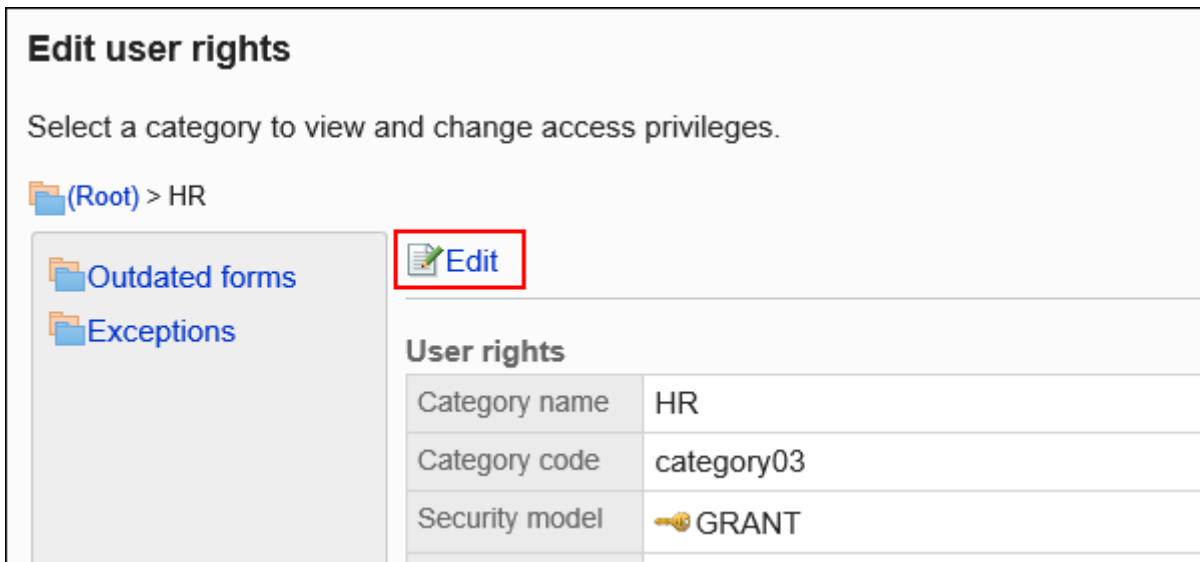 Edit user rights
Select a category to view and change access privileges.
(Root) > HR
Outdated forms
Exceptions
Edit
User rights
Category name HR
Category code category03
Security model GRANT